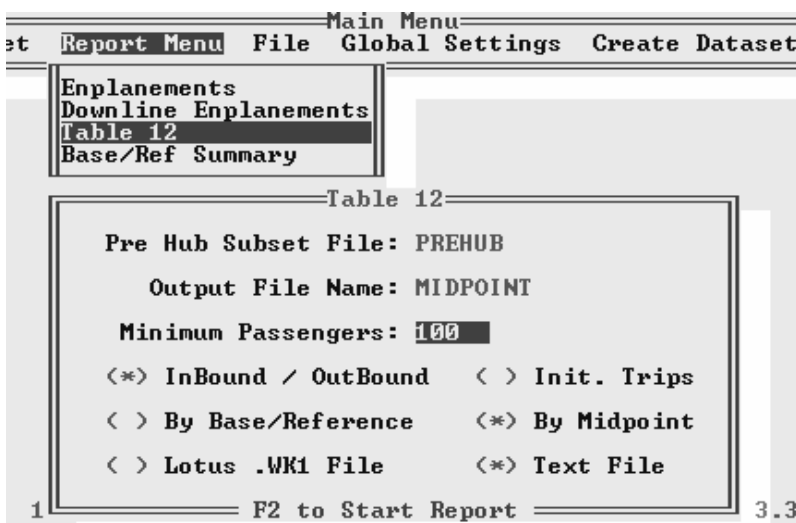 Main Menu
et Report Menu File Global Settings Create Dataset
Enplanements
Downline Enplanements
Table 12
Base/Ref Summary
Table 12
Pre Hub Subset File: PREHUB
Output File Name: MIDPOINT
Minimum Passengers: 100
(*) InBound / OutBound ( ) Init. Trips
( ) By Base/Reference (*) By Midpoint
( ) Lotus .WK1 File (*) Text File
1 F2 to Start Report 3.3